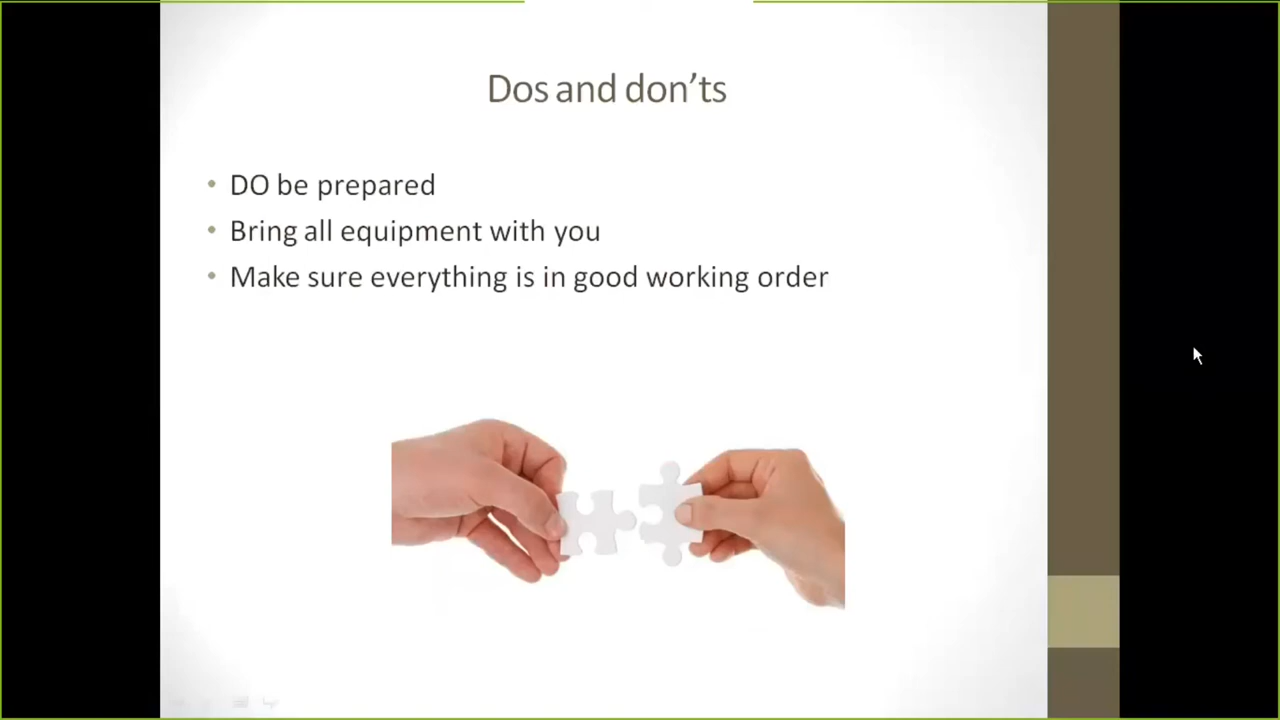 Dos and don’ts
DO be prepared
Bring all equipment with you
Make sure everything is in good working order